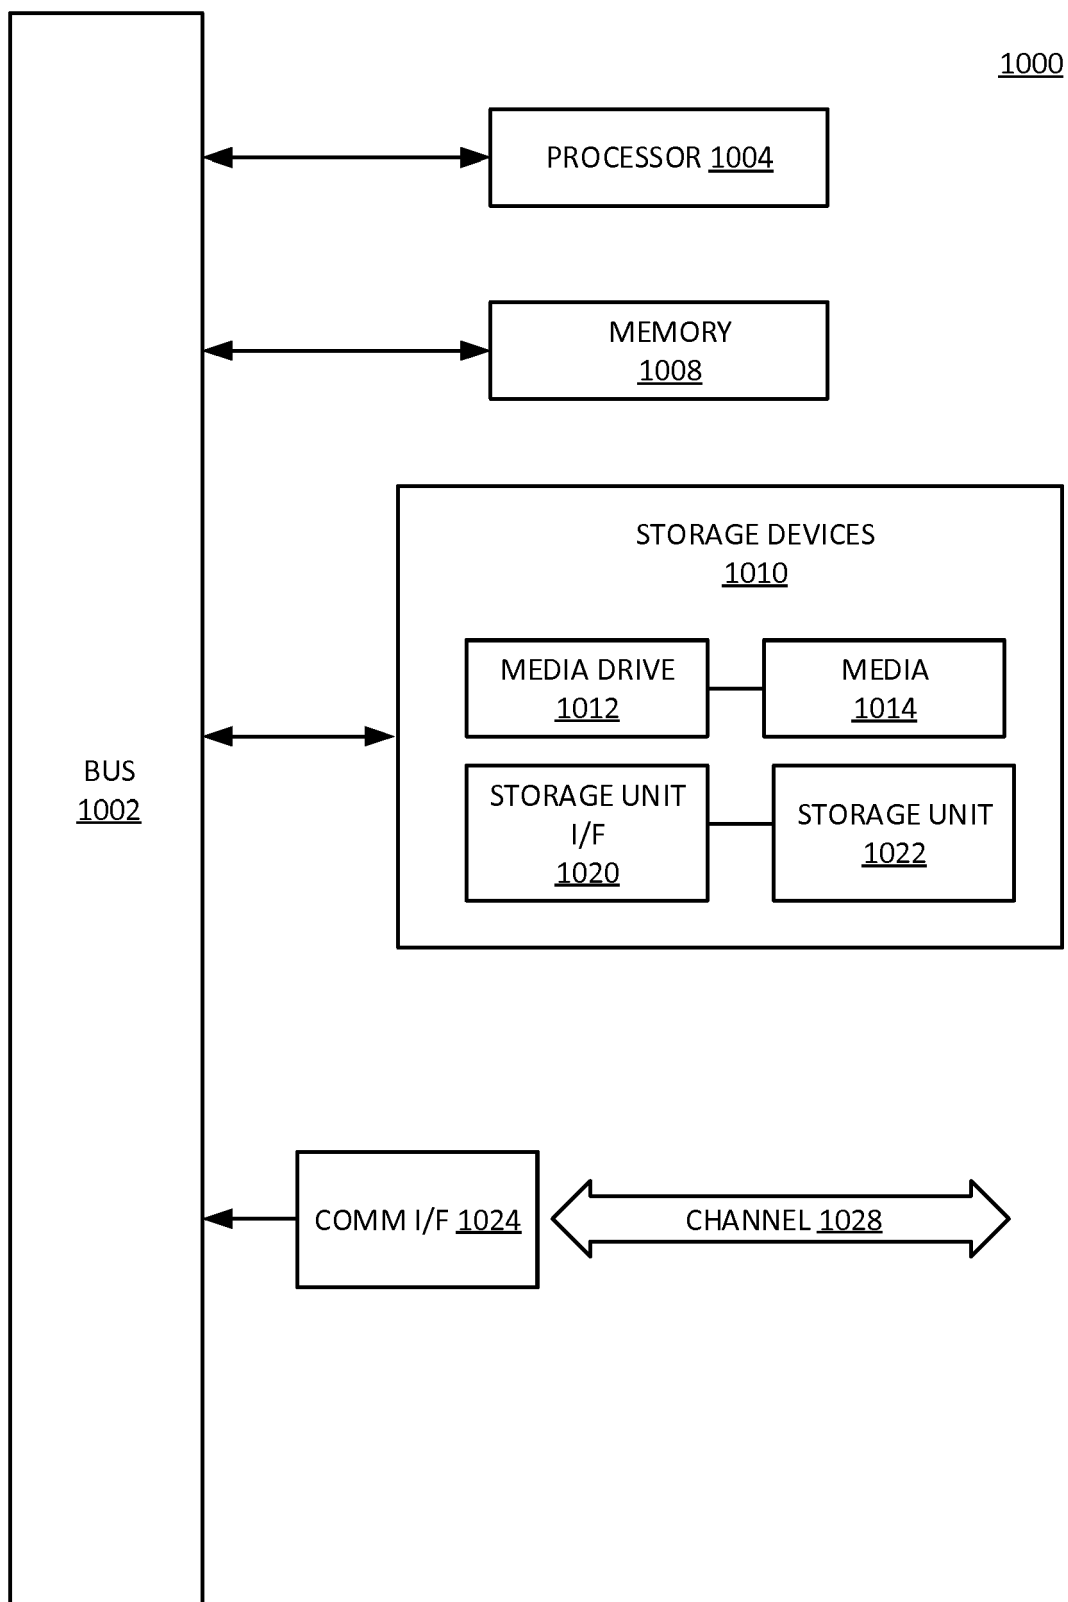 1000
PROCESSOR 1004
MEMORY
1008
STORAGE DEVICES
1010
MEDIA DRIVE
1012
MEDIA
1014
BUS
1002
STORAGE UNIT
I/F
1020
STORAGE UNIT
1022
COMM I/F 1024
CHANNEL 1028